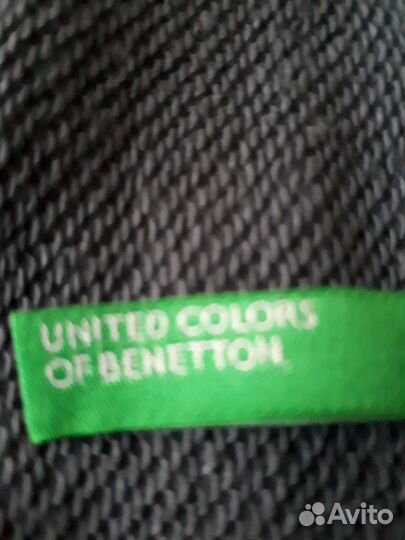 UNITED COLORS
OF BENETTON.
Avito